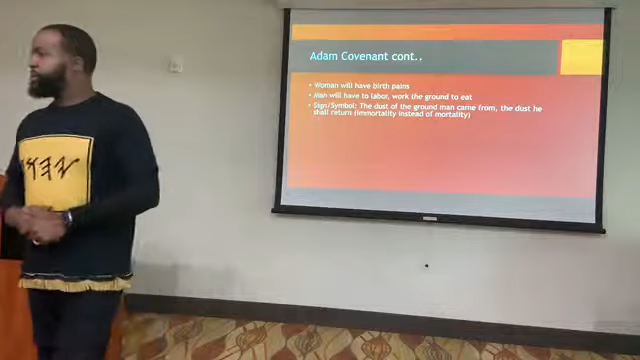 Adam Covenant cont..
• Woman will have birth pains
• Man will have to labor, work the ground to eat
• Sign/Symbol: The dust of the ground man came from, the dust he
shall return (immortality instead of mortality)